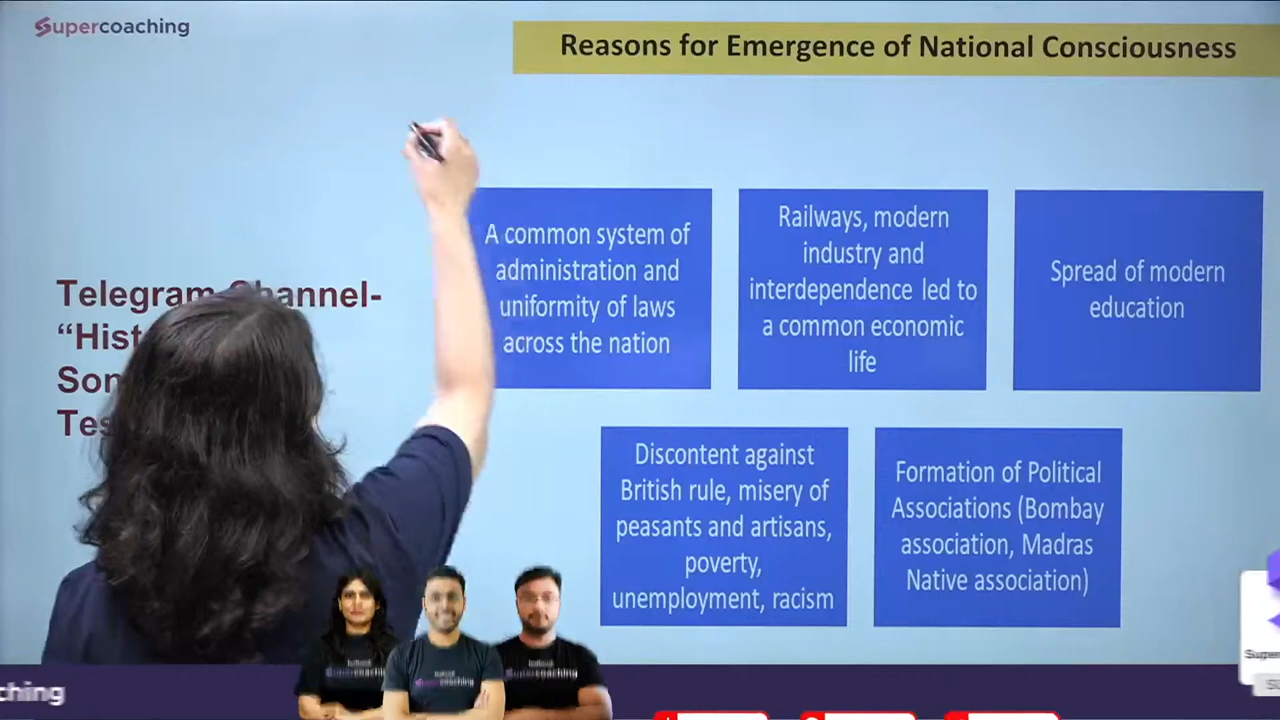 Supercoaching
Reasons for Emergence of National Consciousness
A common system of
administration and
uniformity of laws
across the nation
Railways, modern
industry and
interdependence led to
a common economic
life
Spread of modern
education
Telegram Channel-
Discontent against
British rule, misery of
peasants and artisans,
poverty,
unemployment, racism
Formation of Political
Associations (Bombay
association, Madras
Native association)
Supercoaching
ching